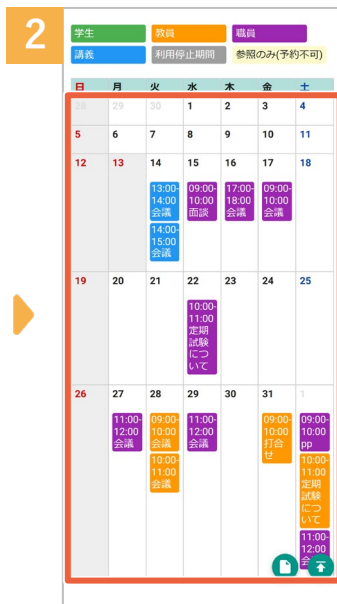 2
学生
教員
職員
講義
利用停止期間
参照のみ(予約不可)
日 月 火 水 木 金 土
28 29 30 1 2 3 4
5 6 7 8 9 10 11
12 13 14 15 16 17 18
13:00-
14:00
会議
14:00-
15:00
会議
09:00-
10:00
面談
17:00-
18:00
会議
09:00-
10:00
会議
19 20 21 22 23 24 25
10:00-
11:00
定期
試験
につ
いて
26 27 28 29 30 31 1
11:00-
12:00
会議
09:00-
10:00
会議
10:00-
11:00
会議
11:00-
12:00
会議
09:00-
10:00
打合
せ
09:00-
10:00
pp
10:00-
11:00
定期
試験
につ
いて
11:00-
12:00